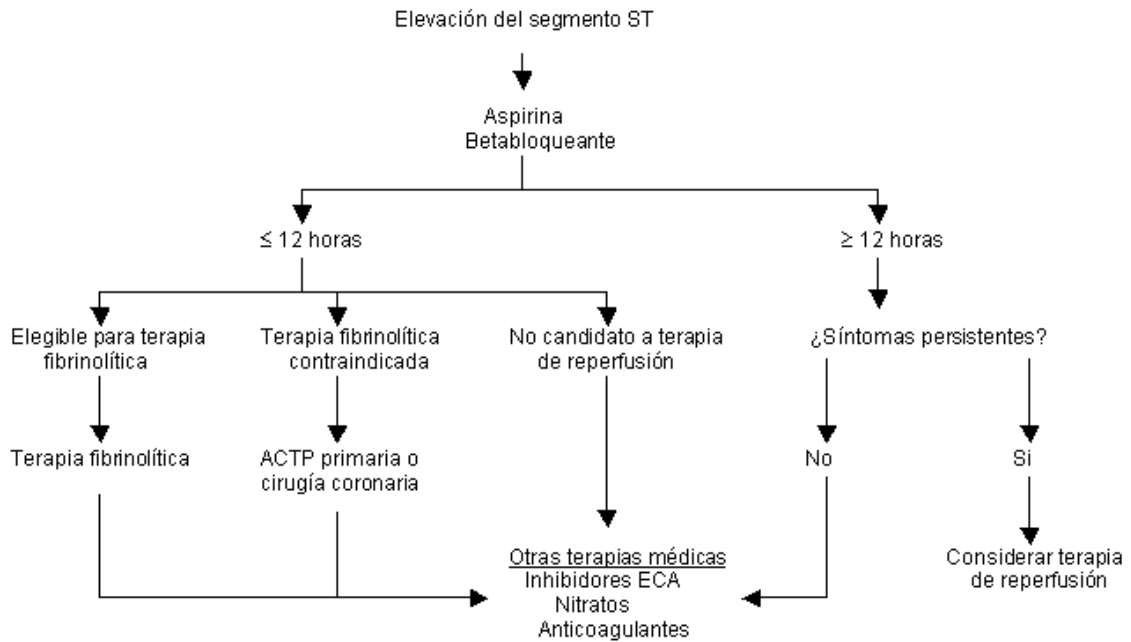 Elevación del segmento ST
Aspirina
Betabloqueante
≤ 12 horas
≥ 12 horas
Elegible para terapia
fibrinolítica
Terapia fibrinolítica
contraindicada
No candidato a terapia
de reperfusión
¿Síntomas persistentes?
Terapia fibrinolítica
ACTP primaria o
cirugía coronaria
No
Si
Otras terapias médicas
Inhibidores ECA
Nitratos
Anticoagulantes
Considerar terapia
de reperfusión